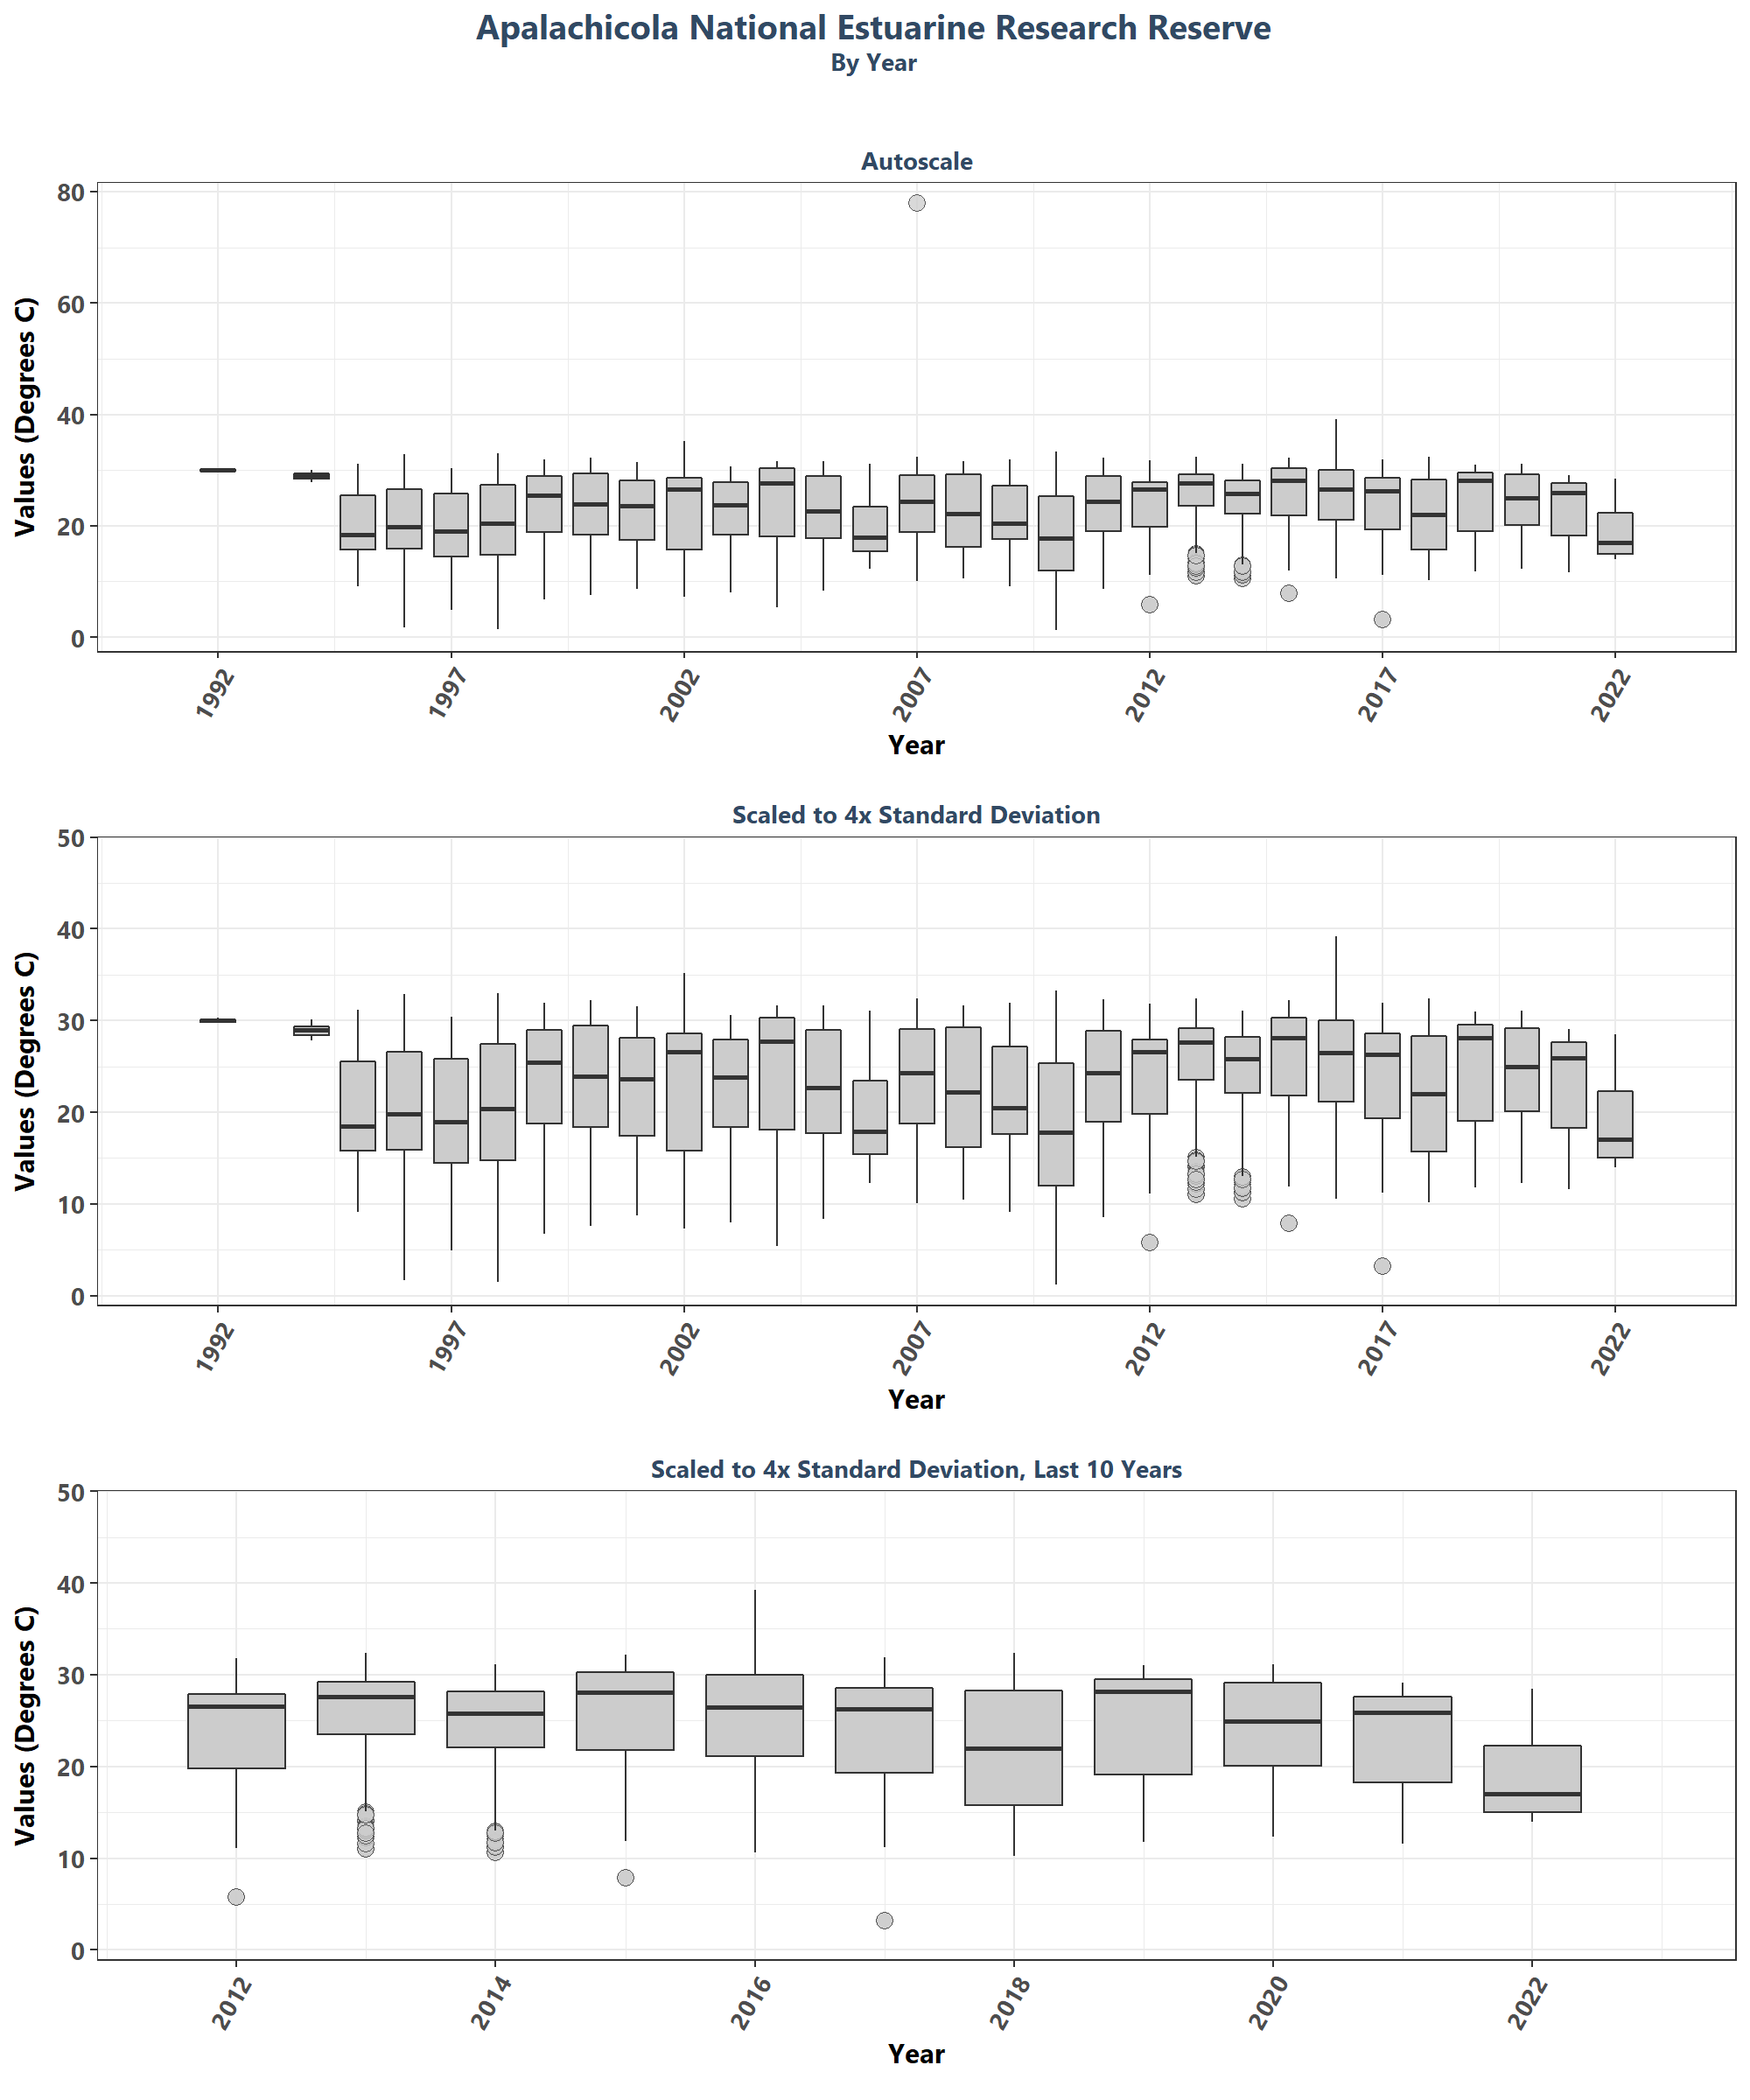 Apalachicola National Estuarine Research Reserve
By Year
Autoscale
Values (Degrees C)
80
60
40
20
0
1992 1997 2002 2007 2012 2017 2022
Year
Scaled to 4x Standard Deviation
Values (Degrees C)
50
40
30
20
10
0
1992 1997 2002 2007 2012 2017 2022
Year
Scaled to 4x Standard Deviation, Last 10 Years
Values (Degrees C)
50
40
30
20
10
0
2012 2014 2016 2018 2020 2022
Year